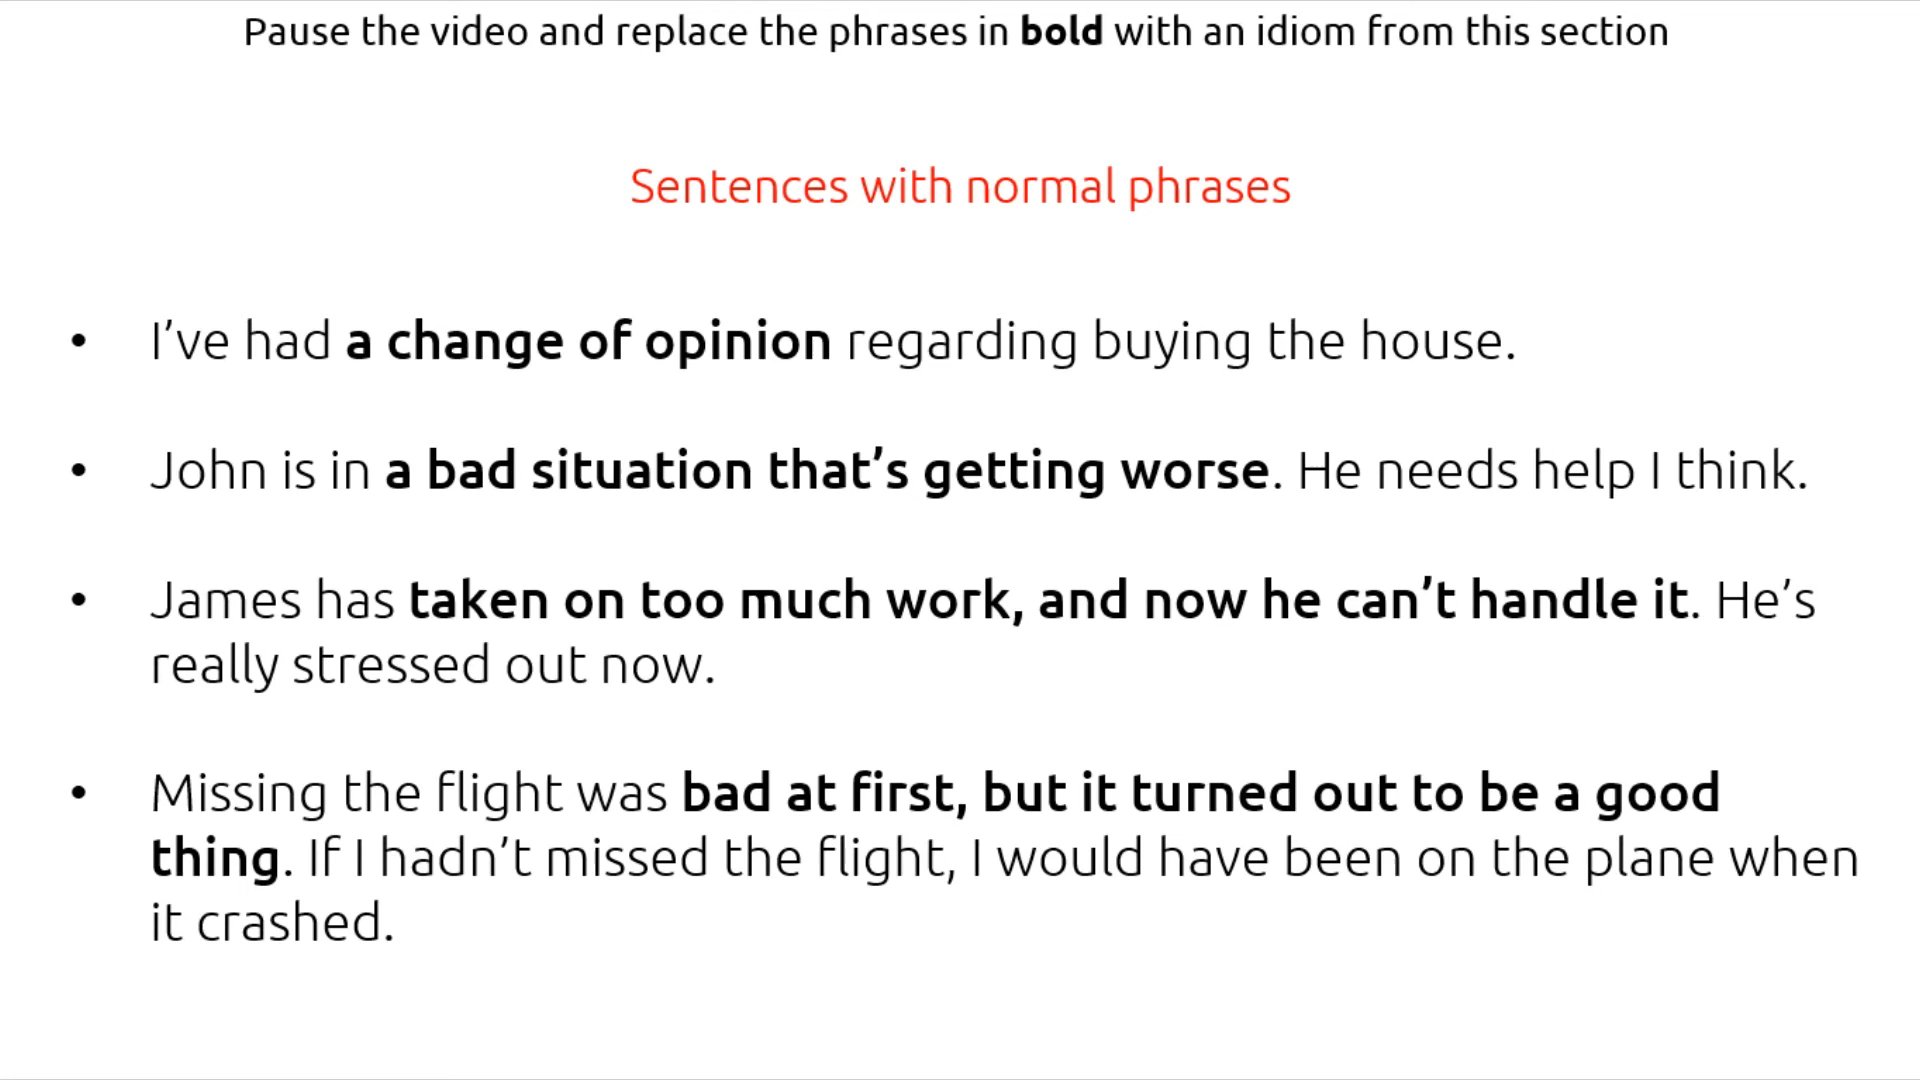 Pause the video and replace the phrases in bold with an idiom from this section
Sentences with normal phrases
• I’ve had a change of opinion regarding buying the house.
• John is in a bad situation that’s getting worse. He needs help I think.
• James has taken on too much work, and now he can’t handle it. He’s
really stressed out now.
• Missing the flight was bad at first, but it turned out to be a good
thing. If I hadn’t missed the flight, I would have been on the plane when
it crashed.